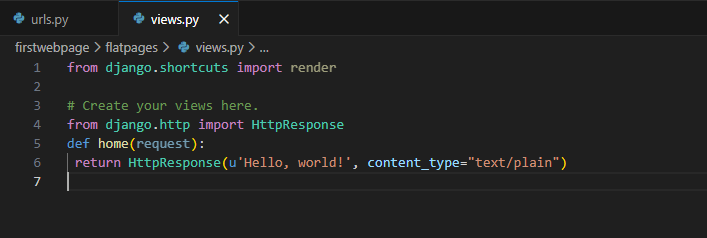 urls.py views.py ×
firstwebpage > flatpages > views.py > ...
1 from django.shortcuts import render
2
3 # Create your views here.
4 from django.http import HttpResponse
5 def home(request):
6  return HttpResponse(u'Hello, world!', content_type="text/plain")
7